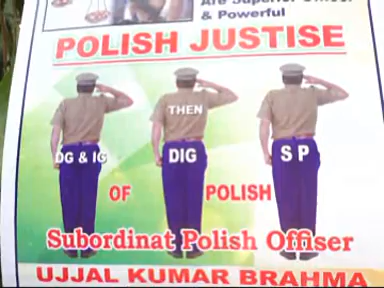 Are Superior Officer
& Powerful
POLISH JUSTISE
THEN
DG & IG DIG S P
OF POLISH
Subordinat Polish Offiser
UJJAL KUMAR BRAHMA